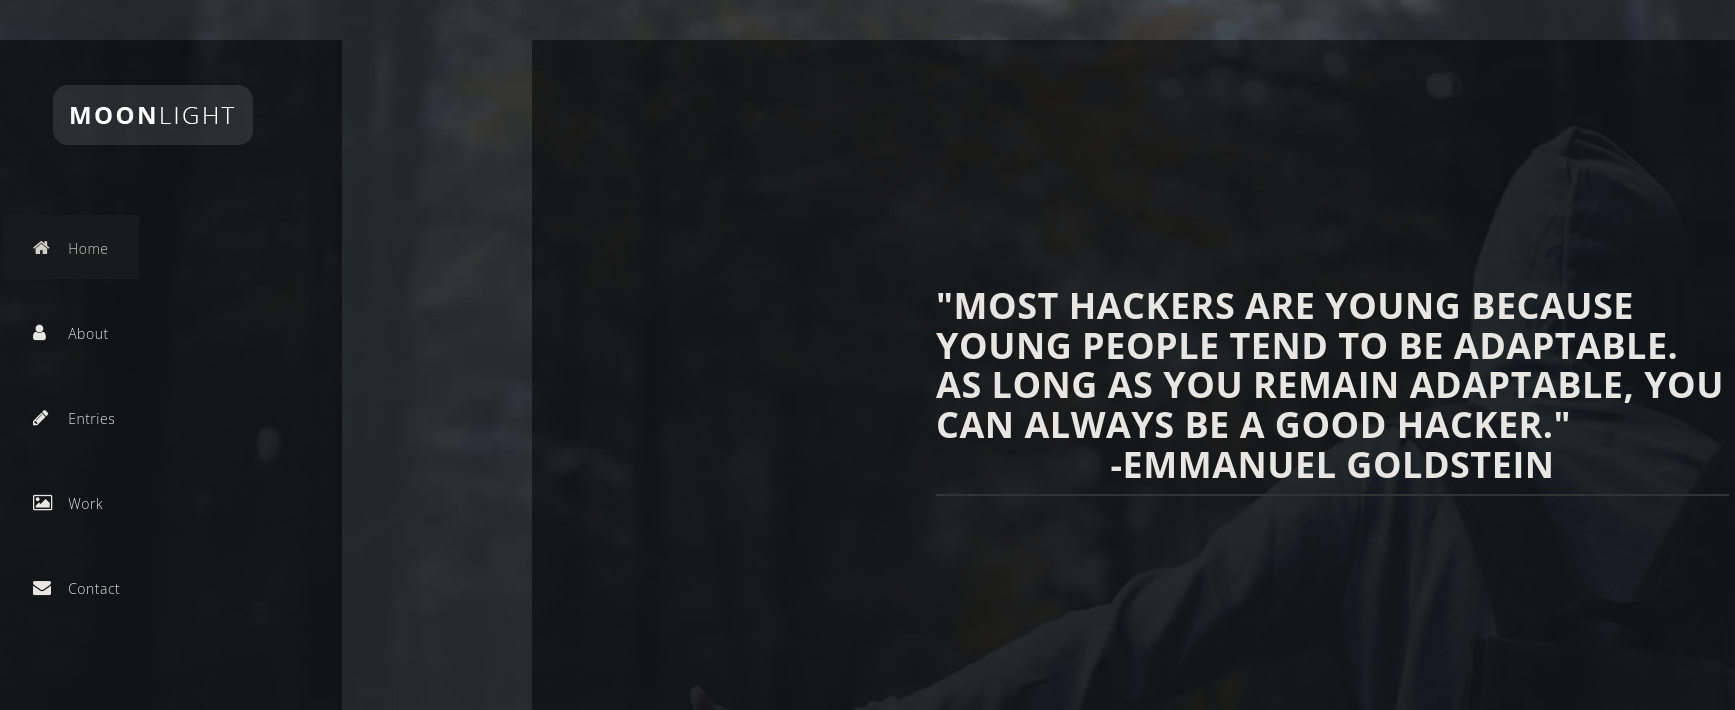 MOONLIGHT
Home
About
Entries
Work
Contact
"MOST HACKERS ARE YOUNG BECAUSE
YOUNG PEOPLE TEND TO BE ADAPTABLE.
AS LONG AS YOU REMAIN ADAPTABLE, YOU
CAN ALWAYS BE A GOOD HACKER."
-EMMANUEL GOLDSTEIN